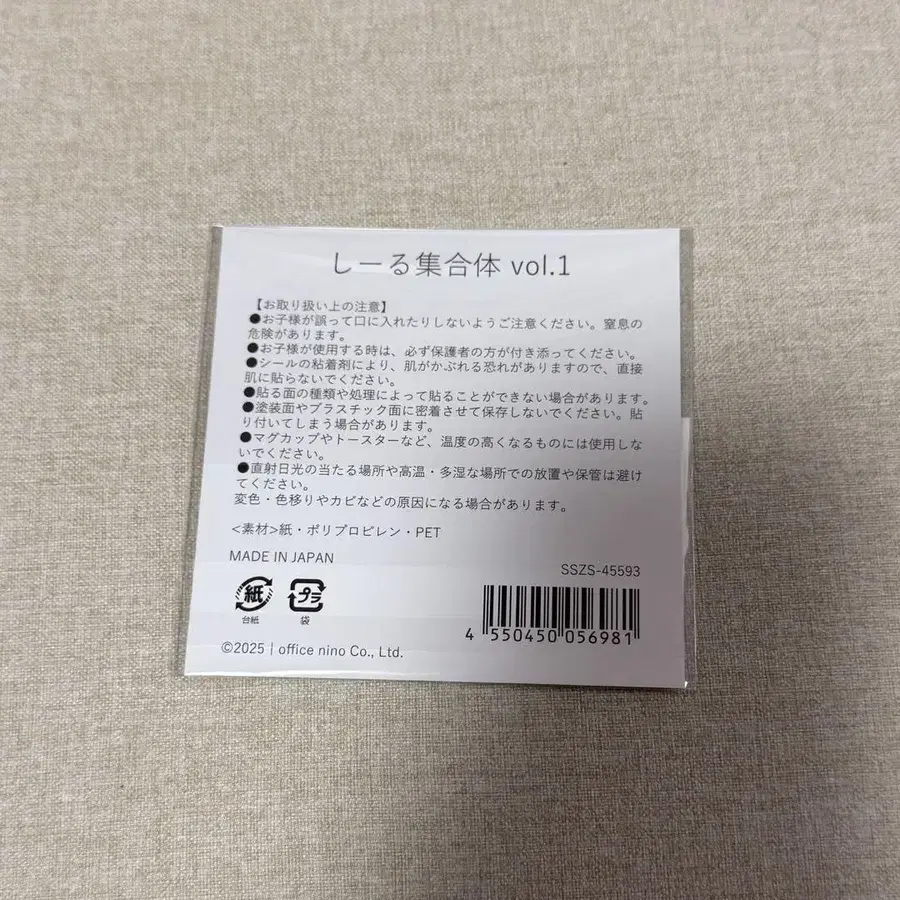 しーる集合体 vol.1
【お取り扱い上の注意】
●お子様が誤って口に入れたりしないようご注意ください。窒息の
危険があります。
●お子様が使用する時は、必ず保護者の方が付き添ってください。
●シールの粘着剤により、肌がかぶれる恐れがありますので、直接
肌に貼らないでください。
●貼る面の種類や処理によって貼ることができない場合があります。
●塗装面やプラスチック面に密着させて保存しないでください。貼
り付いてしまう場合があります。
●マグカップやトースターなど、温度の高くなるものには使用しな
いでください。
●直射日光の当たる場所や高温・多湿な場所での放置や保管は避け
てください。
変色・色移りやカビなどの原因になる場合があります。
<素材>紙・ポリプロピレン・PET
MADE IN JAPAN
SSZS-45593
紙
台紙
プラ
袋
4 550450 056981
©2025 | office nino Co., Ltd.